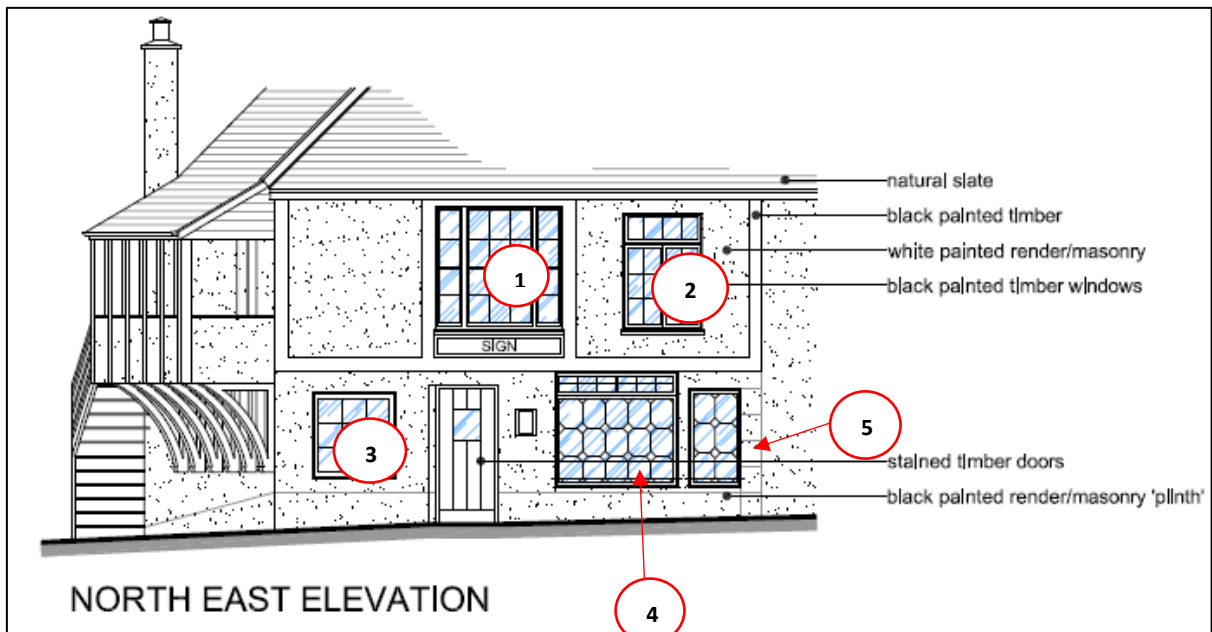 natural slate
black painted timber
white painted render/masonry
1
2
black painted timber windows
SIGN
5
3
stained timber doors
black painted render/masonry 'plinth'
NORTH EAST ELEVATION
4